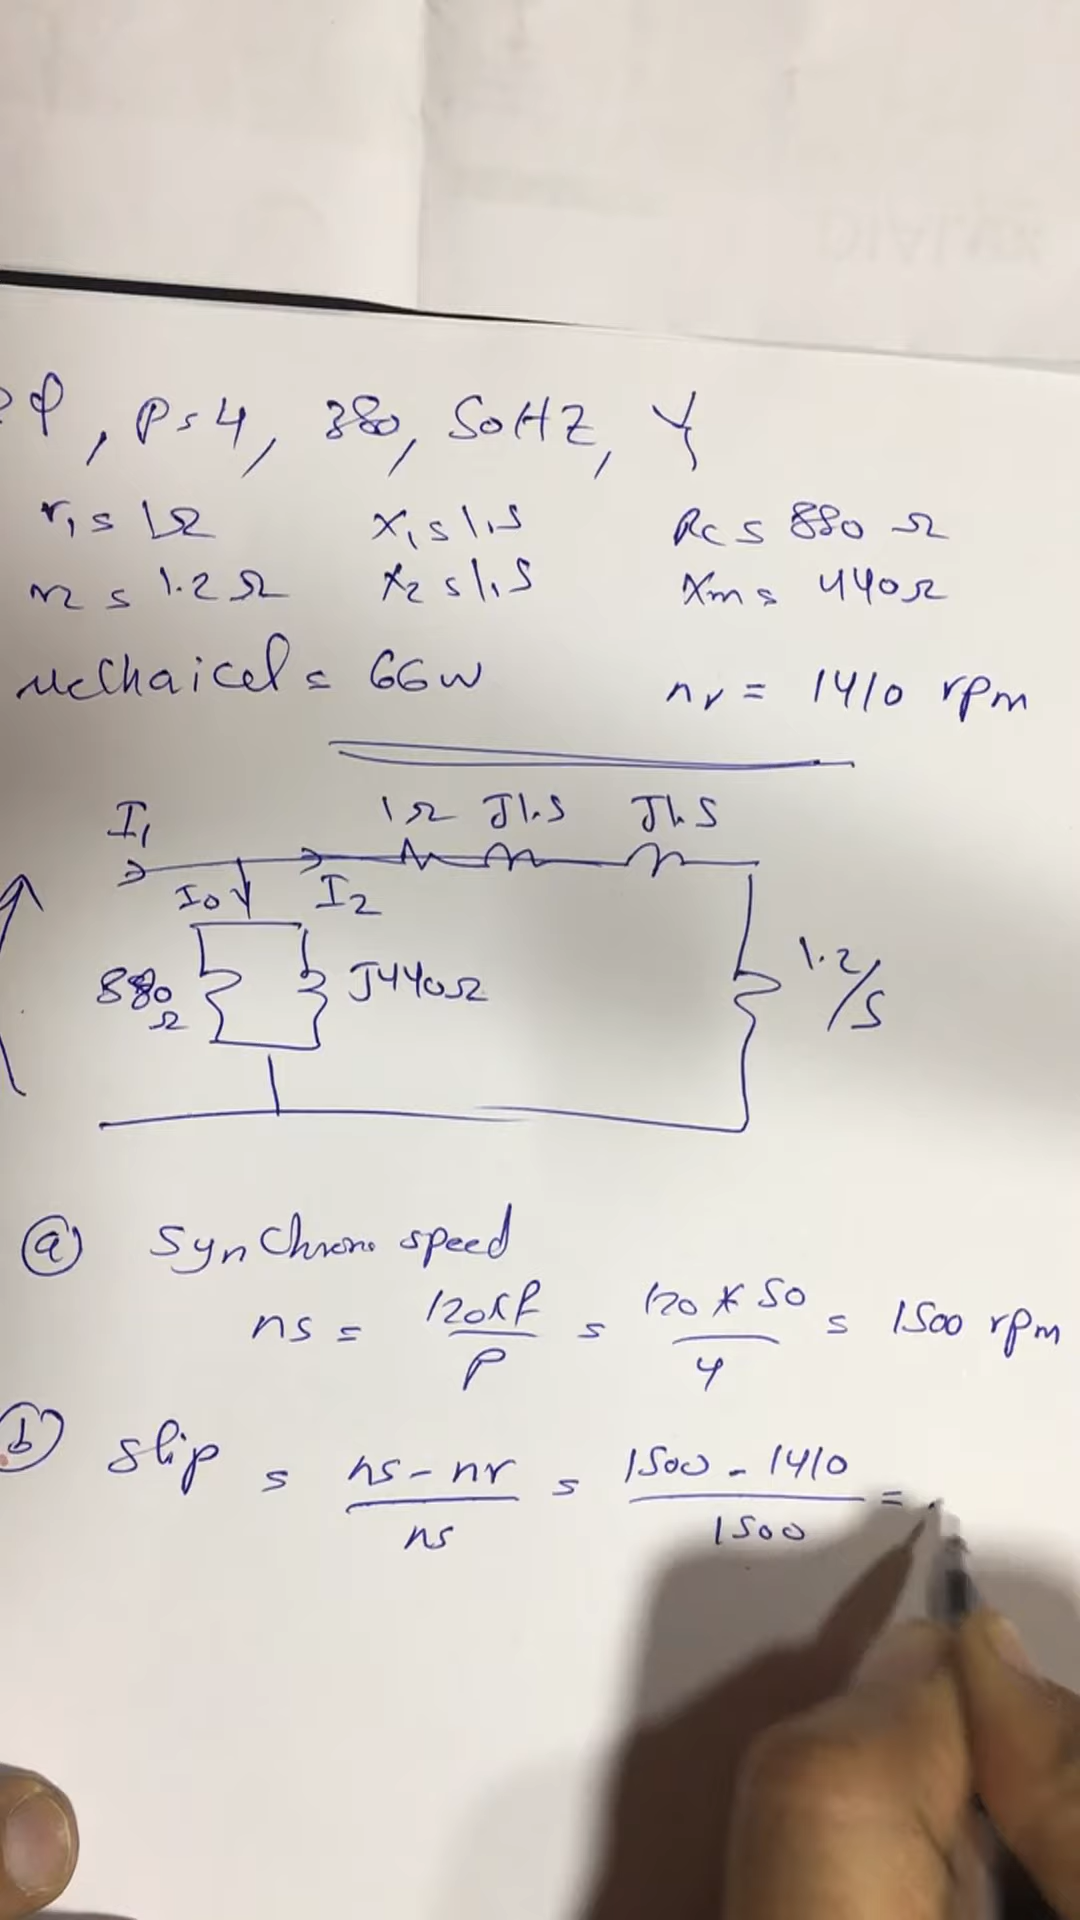 φ, P=4, 380, 50HZ, Y
r₁ = 1Ω X₁=1.5 Rc = 880 Ω
r2 = 1.2Ω X₂=1.5 Xm= 440Ω
Mechaicel = 66w nr = 1410 rpm
I₁ 1Ω J1.5 J1.5
I0 I2
880 Ω J440Ω 1.2/S
(a) Synchrono speed
ns = 120×f/P = 120*50/4 = 1500 rpm
(b) Slip = ns-nr/ns = 1500-1410/1500 = .